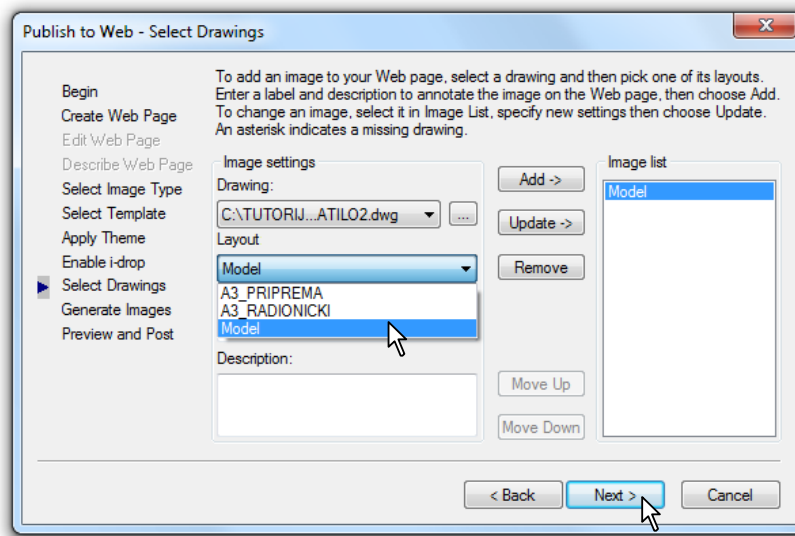 Publish to Web - Select Drawings
Begin
Create Web Page
Edit Web Page
Describe Web Page
Select Image Type
Select Template
Apply Theme
Enable i-drop
Select Drawings
Generate Images
Preview and Post
To add an image to your Web page, select a drawing and then pick one of its layouts.
Enter a label and description to annotate the image on the Web page, then choose Add.
To change an image, select it in Image List, specify new settings then choose Update.
An asterisk indicates a missing drawing.
Image settings
Drawing:
C:\TUTORIJ...ATILO2.dwg
...
Layout
Model
A3_PRIPREMA
A3_RADIONICKI
Model
Description:
Add ->
Update ->
Remove
Move Up
Move Down
Image list
Model
< Back
Next >
Cancel